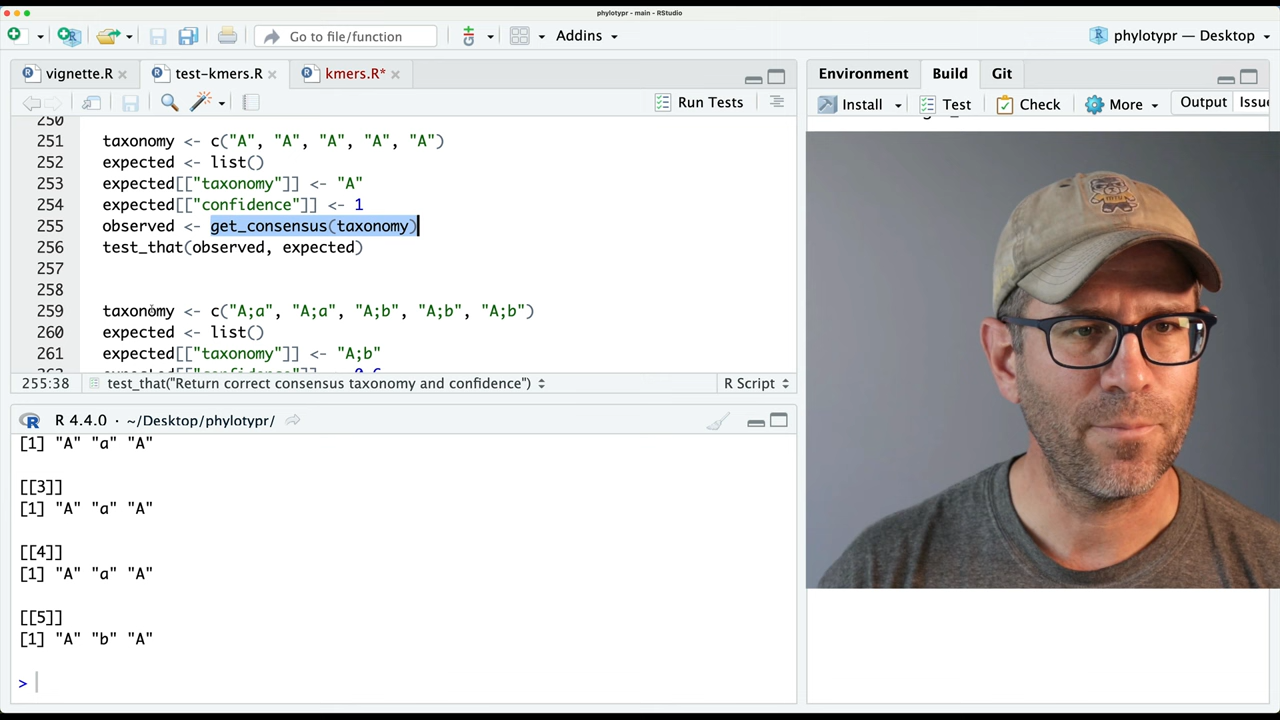 phylotypr - main - RStudio
Go to file/function
Addins
phylotypr — Desktop
vignette.R
test-kmers.R
kmers.R*
Environment
Build
Git
Run Tests
Install
Test
Check
More
Output
Issue
250
251 taxonomy <- c("A", "A", "A", "A", "A")
252 expected <- list()
253 expected[["taxonomy"]] <- "A"
254 expected[["confidence"]] <- 1
255 observed <- get_consensus(taxonomy)
256 test_that(observed, expected)
257
258
259 taxonomy <- c("A;a", "A;a", "A;b", "A;b", "A;b")
260 expected <- list()
261 expected[["taxonomy"]] <- "A;b"
255:38
test_that("Return correct consensus taxonomy and confidence")
R Script
R 4.4.0 · ~/Desktop/phylotypr/
[1] "A" "a" "A"
[[3]]
[1] "A" "a" "A"
[[4]]
[1] "A" "a" "A"
[[5]]
[1] "A" "b" "A"
>